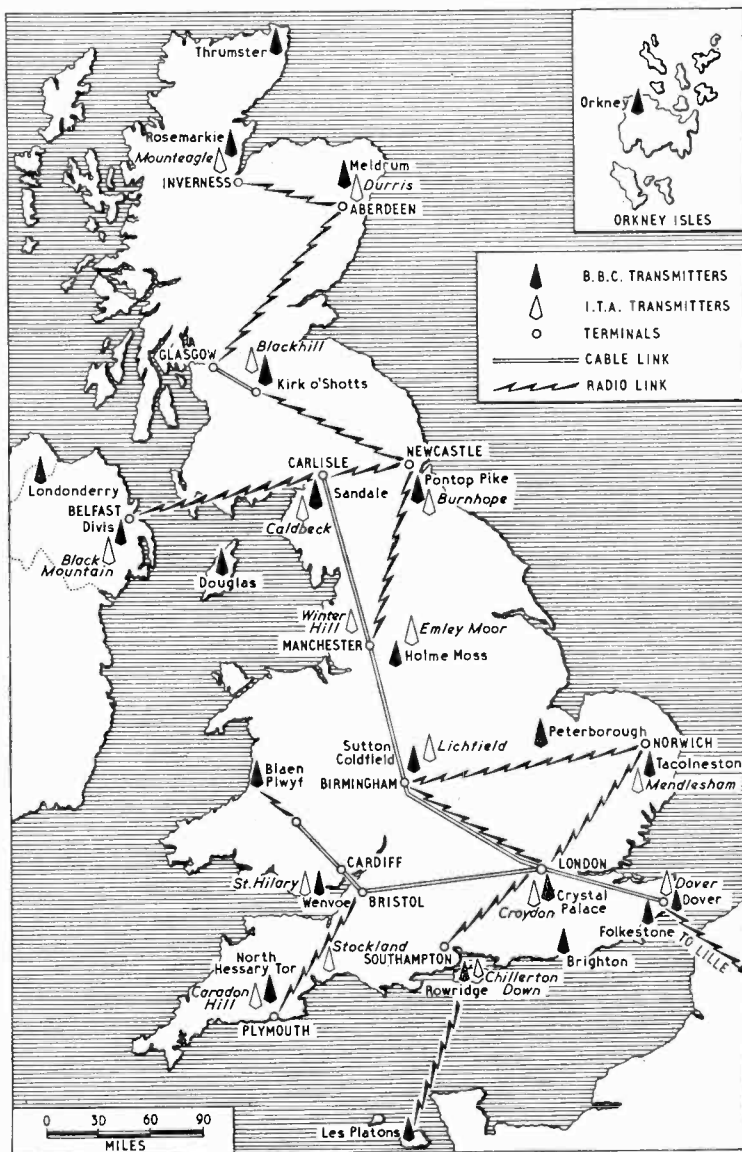 Thrumster
Orkney
ORKNEY ISLES
Rosemarkie
Mounteagle
INVERNESS
Meldrum
Durris
ABERDEEN
B.B.C. TRANSMITTERS
I.T.A. TRANSMITTERS
TERMINALS
CABLE LINK
RADIO LINK
Blackhill
GLASGOW
Kirk o'Shotts
NEWCASTLE
CARLISLE
Pontop Pike
Burnhope
Sandale
Caldbeck
Londonderry
BELFAST
Divis
Black
Mountain
Douglas
Winter
Hill
MANCHESTER
Emley Moor
Holme Moss
Sutton
Coldfield
Lichfield
BIRMINGHAM
Peterborough
NORWICH
Tacolneston
Mendlesham
Blaen
Plwyf
CARDIFF
St. Hilary
Wenvoe
BRISTOL
LONDON
Crystal
Palace
Croydon
Dover
Dover
Folkestone
TO LILLE
Brighton
Stockland
SOUTHAMPTON
Rowridge
Chillerton
Down
North
Hessary Tor
Caradon
Hill
PLYMOUTH
Les Platons
0 30 60 90
MILES